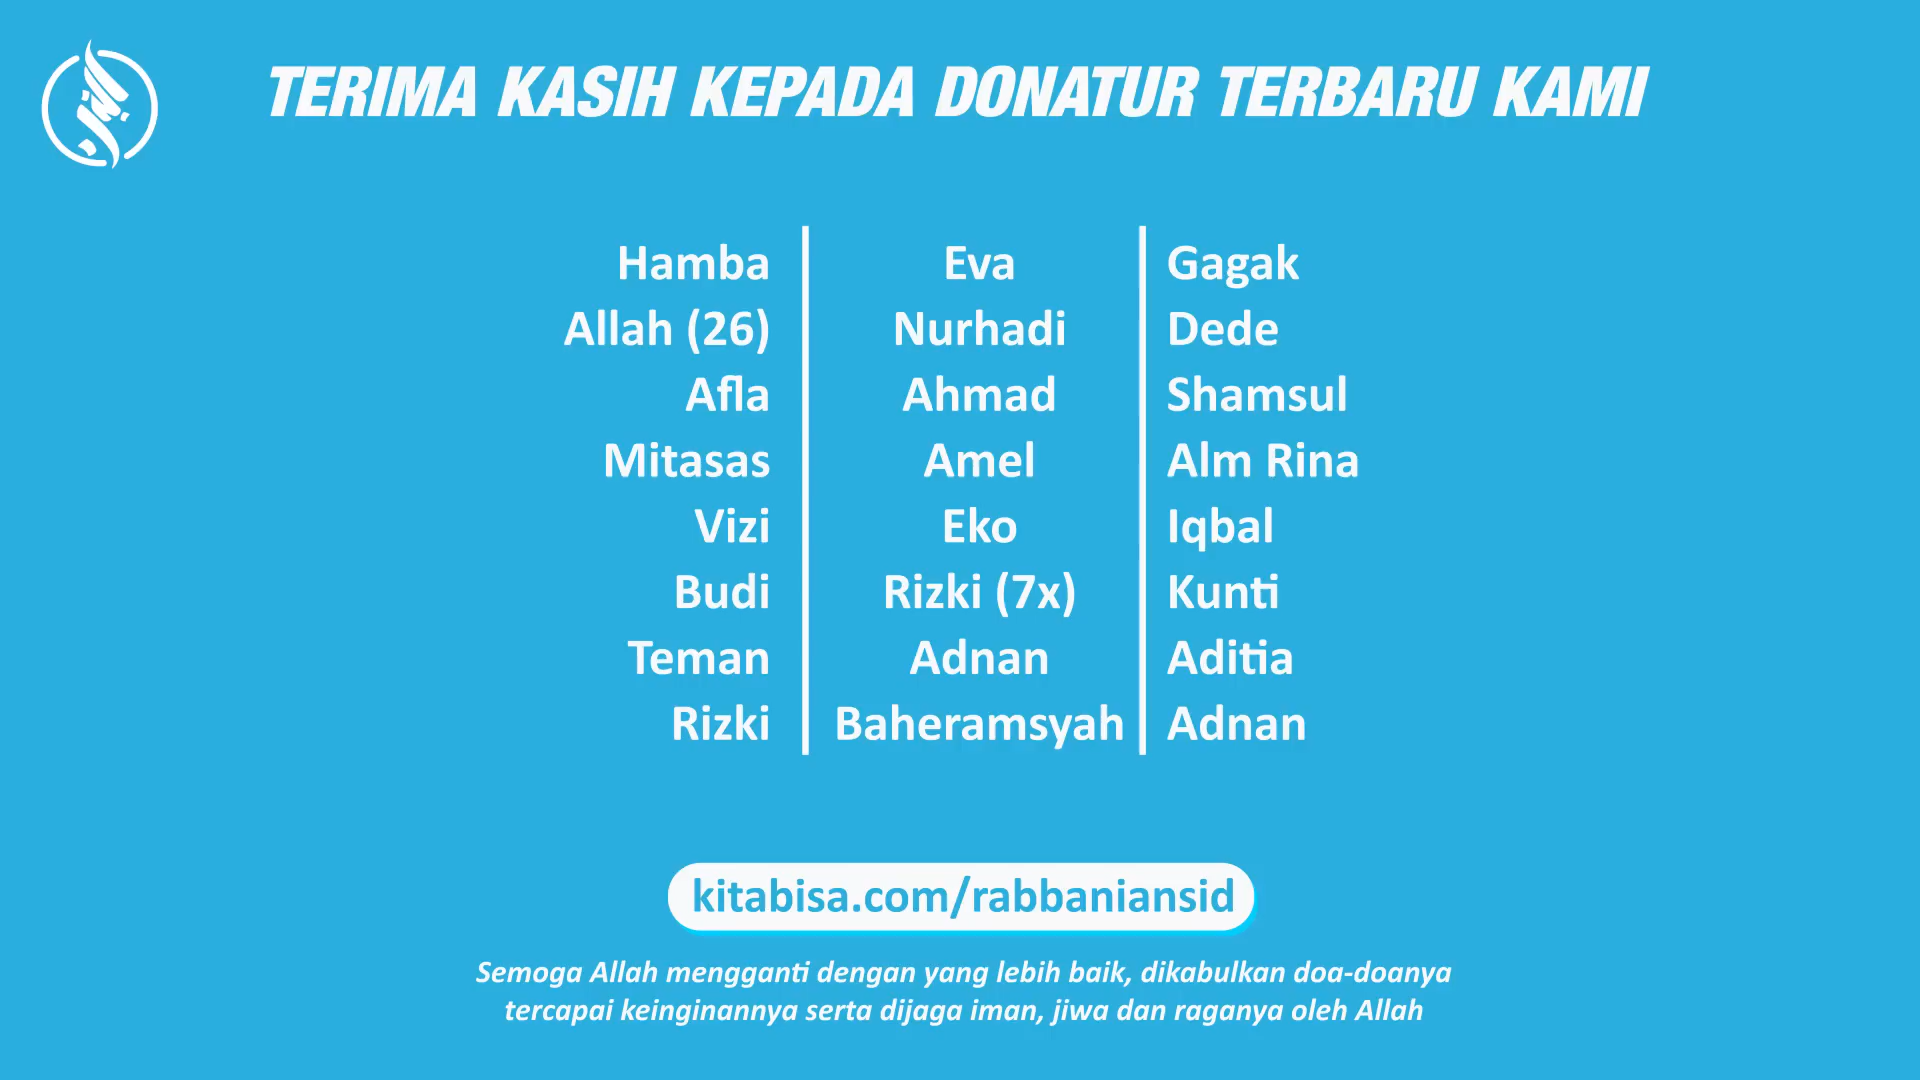 TERIMA KASIH KEPADA DONATUR TERBARU KAMI
Hamba
Allah (26)
Afla
Mitasas
Vizi
Budi
Teman
Rizki
Eva
Nurhadi
Ahmad
Amel
Eko
Rizki (7x)
Adnan
Baheramsyah
Gagak
Dede
Shamsul
Alm Rina
Iqbal
Kunti
Aditia
Adnan
kitabisa.com/rabbaniansid
Semoga Allah mengganti dengan yang lebih baik, dikabulkan doa-doanya
tercapai keinginannya serta dijaga iman, jiwa dan raganya oleh Allah